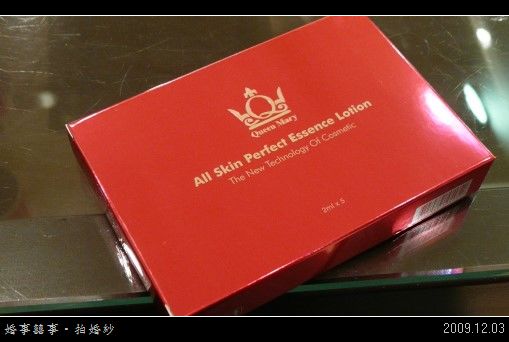 Queen Mary
All Skin Perfect Essence Lotion
The New Technology Of Cosmetic
2ml x 5
婚事囍事·拍婚紗
2009.12.03